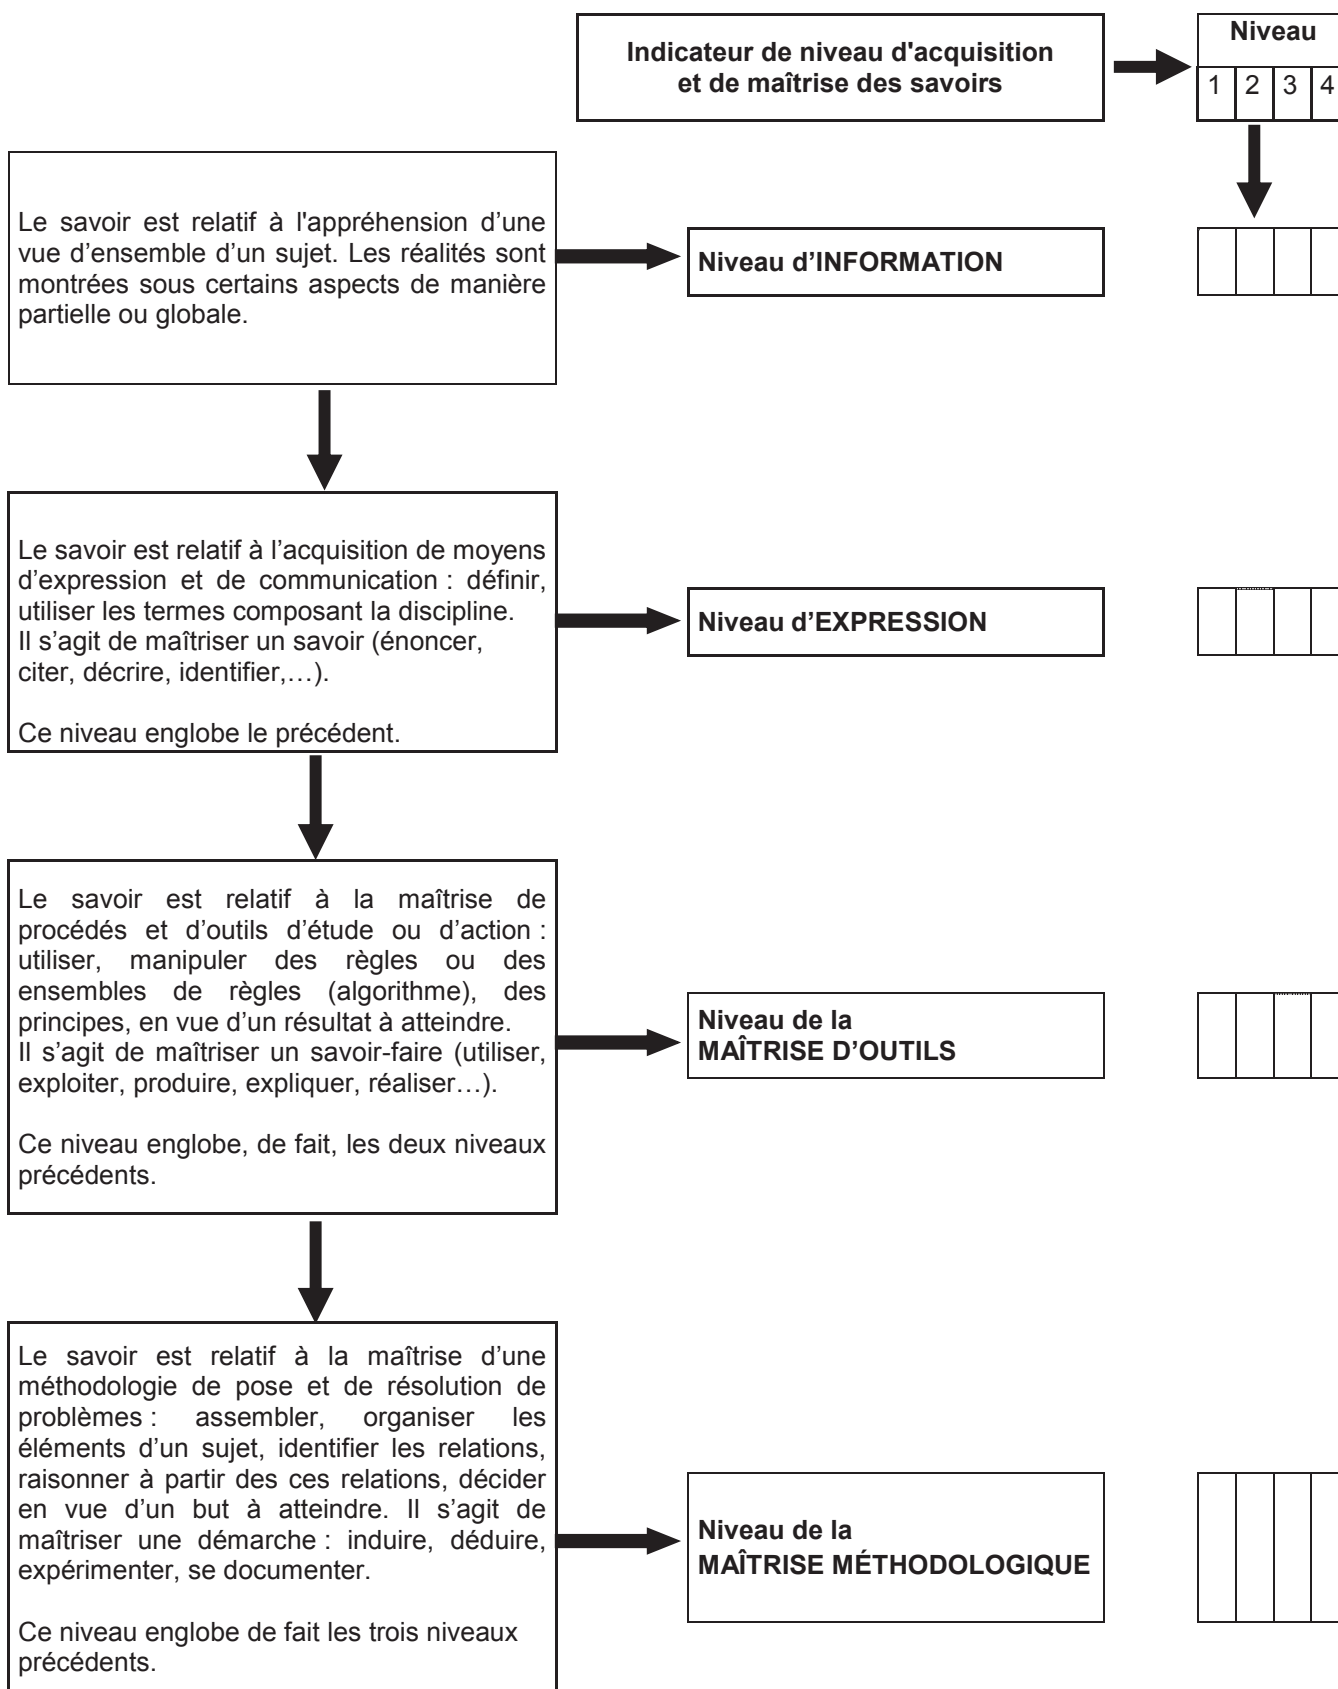 Indicateur de niveau d'acquisition
et de maîtrise des savoirs
Niveau
1 2 3 4
Le savoir est relatif à l'appréhension d’une
vue d’ensemble d’un sujet. Les réalités sont
montrées sous certains aspects de manière
partielle ou globale.
Niveau d’INFORMATION
Le savoir est relatif à l’acquisition de moyens
d’expression et de communication : définir,
utiliser les termes composant la discipline.
Il s’agit de maîtriser un savoir (énoncer,
citer, décrire, identifier,…).
Ce niveau englobe le précédent.
Niveau d’EXPRESSION
Le savoir est relatif à la maîtrise de
procédés et d’outils d’étude ou d’action :
utiliser, manipuler des règles ou des
ensembles de règles (algorithme), des
principes, en vue d’un résultat à atteindre.
Il s’agit de maîtriser un savoir-faire (utiliser,
exploiter, produire, expliquer, réaliser…).
Ce niveau englobe, de fait, les deux niveaux
précédents.
Niveau de la
MAÎTRISE D’OUTILS
Le savoir est relatif à la maîtrise d’une
méthodologie de pose et de résolution de
problèmes : assembler, organiser les
éléments d’un sujet, identifier les relations,
raisonner à partir des ces relations, décider
en vue d’un but à atteindre. Il s’agit de
maîtriser une démarche : induire, déduire,
expérimenter, se documenter.
Ce niveau englobe de fait les trois niveaux
précédents.
Niveau de la
MAÎTRISE MÉTHODOLOGIQUE